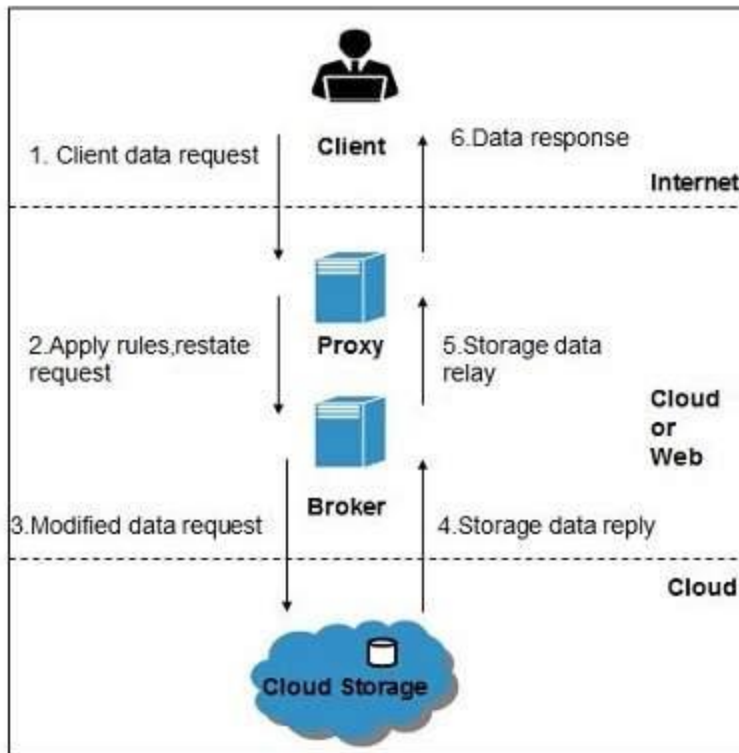 Client
1. Client data request
6.Data response
Internet
Proxy
2.Apply rules,restate
request
5.Storage data
relay
Cloud
or
Web
Broker
3.Modified data request
4.Storage data reply
Cloud
Cloud Storage